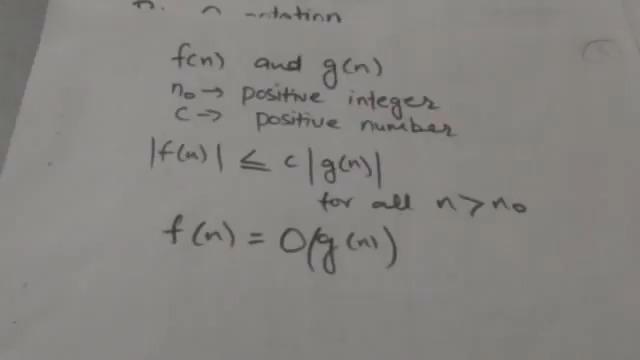 f(n) and g(n)
n₀ → positive integer
c → positive number
|f(n)| ≤ c |g(n)|
for all n > n₀
f(n) = O(g(n)